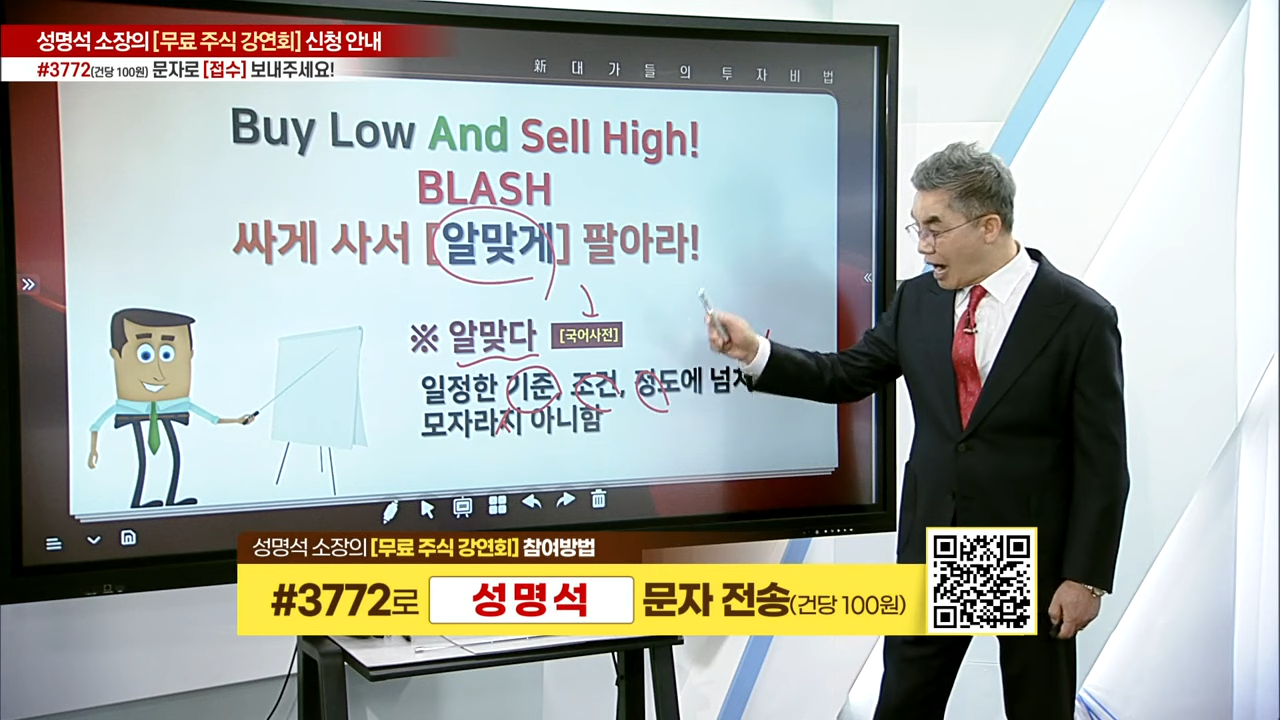 성명석 소장의 [무료 주식 강연회] 신청 안내
#3772(건당 100원) 문자로 [접수] 보내주세요!
新 대 가 들 의 투 자 비 법
Buy Low And Sell High!
BLASH
싸게 사서 [알맞게] 팔아라!
※ 알맞다 [국어사전]
일정한 기준, 조건, 정도에 넘치
모자라지 아니함
성명석 소장의 [무료 주식 강연회] 참여방법
#3772로 성명석 문자 전송(건당 100원)